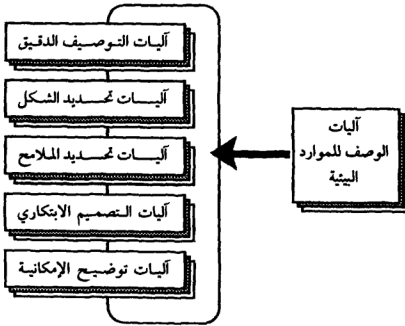 آليات
الوصف للموارد
البيئية
آليات التوصيف الدقيق
آليات تحديد الشكل
آليات تحديد الملامح
آليات التصميم الابتكاري
آليات توضيح الإمكانية